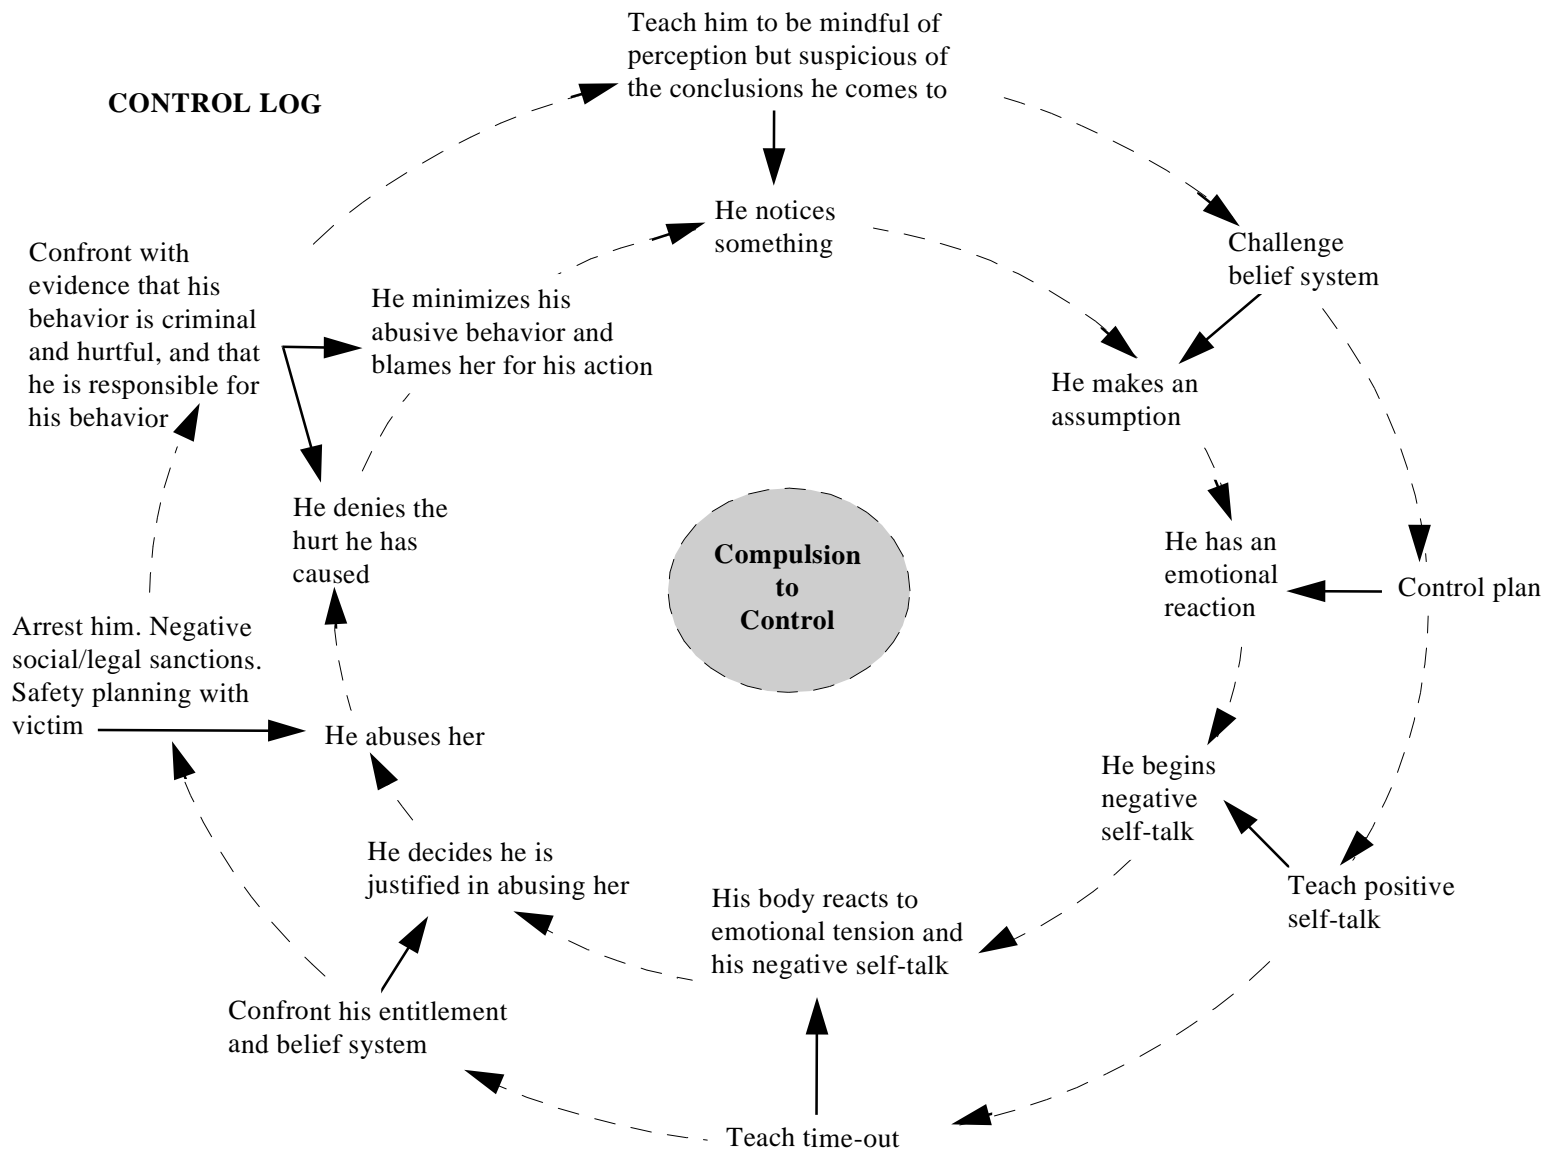 CONTROL LOG
Teach him to be mindful of
perception but suspicious of
the conclusions he comes to
He notices
something
Challenge
belief system
He makes an
assumption
He has an
emotional
reaction
Control plan
He begins
negative
self-talk
Teach positive
self-talk
His body reacts to
emotional tension and
his negative self-talk
Teach time-out
He decides he is
justified in abusing her
Confront his entitlement
and belief system
He abuses her
Arrest him. Negative
social/legal sanctions.
Safety planning with
victim
He denies the
hurt he has
caused
He minimizes his
abusive behavior and
blames her for his action
Confront with
evidence that his
behavior is criminal
and hurtful, and that
he is responsible for
his behavior
Compulsion
to
Control